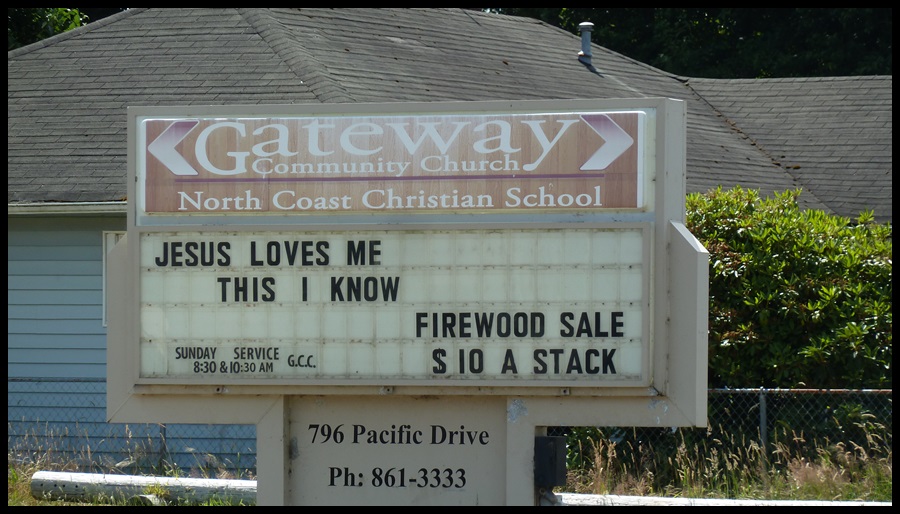 Gateway
Community Church
North Coast Christian School
JESUS LOVES ME
THIS I KNOW
FIREWOOD SALE
$10 A STACK
SUNDAY SERVICE
8:30 & 10:30 AM G.C.C.
796 Pacific Drive
Ph: 861-3333